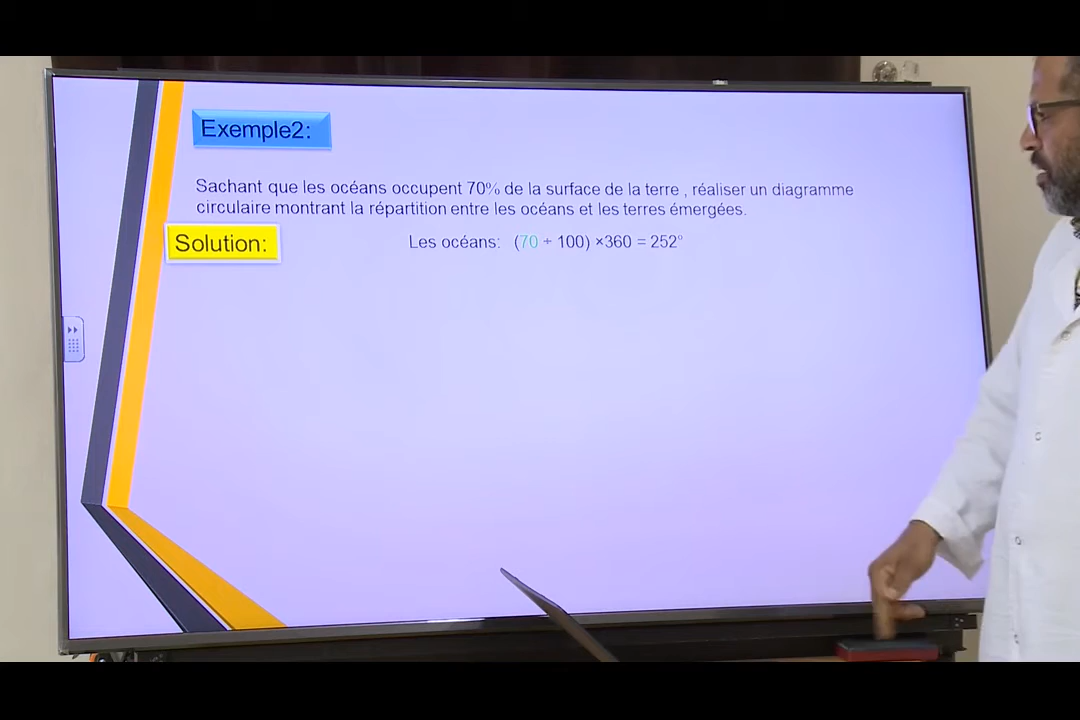 Exemple2:
Sachant que les océans occupent 70% de la surface de la terre , réaliser un diagramme
circulaire montrant la répartition entre les océans et les terres émergées.
Solution:
Les océans: (70 ÷ 100) ×360 = 252°